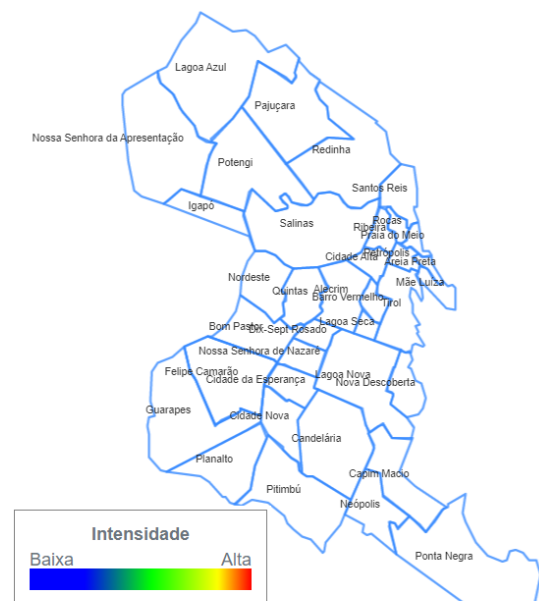 Lagoa Azul
Pajuçara
Nossa Senhora da Apresentação
Redinha
Potengi
Santos Reis
Igapó
Salinas
Rocas
Ribeira
Praia do Meio
Petrópolis
Cidade Alta
Areia Preta
Nordeste
Mãe Luiza
Quintas
Alecrim
Barro Vermelho
Tirol
Lagoa Seca
Bom Pastor
Dix-Sept Rosado
Nossa Senhora de Nazaré
Felipe Camarão
Lagoa Nova
Cidade da Esperança
Nova Descoberta
Guarapes
Cidade Nova
Candelária
Planalto
Capim Macio
Pitimbú
Neópolis
Ponta Negra
Intensidade
Baixa
Alta